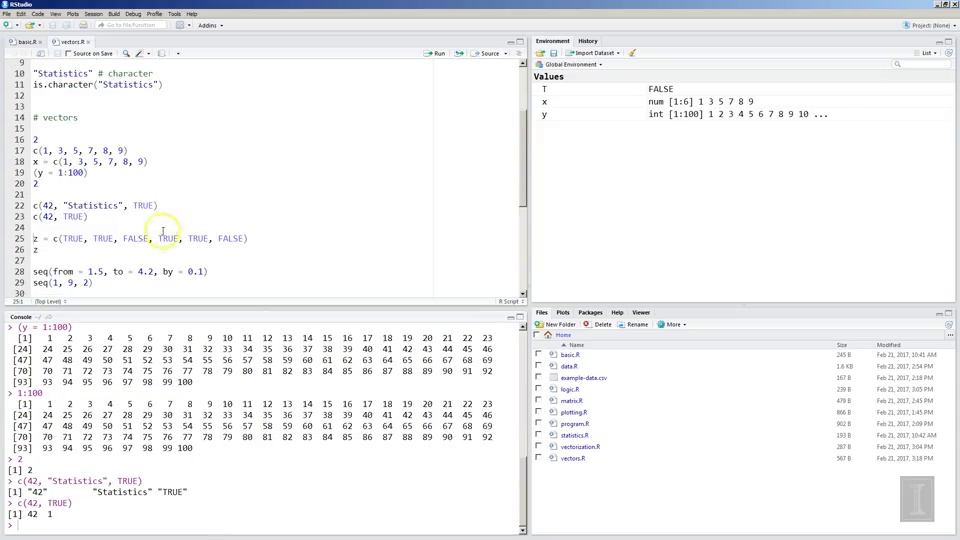 RStudio
File Edit Code View Plots Session Build Debug Profile Tools Help
Go to file/function Addins Project: (None)
basic.R vectors.R
Source on Save Run Source
9
10 "Statistics" # character
11 is.character("Statistics")
12
13
14 # vectors
15
16 2
17 c(1, 3, 5, 7, 8, 9)
18 x = c(1, 3, 5, 7, 8, 9)
19 (y = 1:100)
20 2
21
22 c(42, "Statistics", TRUE)
23 c(42, TRUE)
24
25 z = c(TRUE, TRUE, FALSE, TRUE, TRUE, FALSE)
26 z
27
28 seq(from = 1.5, to = 4.2, by = 0.1)
29 seq(1, 9, 2)
30
25:1 (Top Level) R Script
Console ~/
> (y = 1:100)
[1] 1 2 3 4 5 6 7 8 9 10 11 12 13 14 15 16 17 18 19 20 21 22 23
[24] 24 25 26 27 28 29 30 31 32 33 34 35 36 37 38 39 40 41 42 43 44 45 46
[47] 47 48 49 50 51 52 53 54 55 56 57 58 59 60 61 62 63 64 65 66 67 68 69
[70] 70 71 72 73 74 75 76 77 78 79 80 81 82 83 84 85 86 87 88 89 90 91 92
[93] 93 94 95 96 97 98 99 100
> 1:100
[1] 1 2 3 4 5 6 7 8 9 10 11 12 13 14 15 16 17 18 19 20 21 22 23
[24] 24 25 26 27 28 29 30 31 32 33 34 35 36 37 38 39 40 41 42 43 44 45 46
[47] 47 48 49 50 51 52 53 54 55 56 57 58 59 60 61 62 63 64 65 66 67 68 69
[70] 70 71 72 73 74 75 76 77 78 79 80 81 82 83 84 85 86 87 88 89 90 91 92
[93] 93 94 95 96 97 98 99 100
> 2
[1] 2
> c(42, "Statistics", TRUE)
[1] "42" "Statistics" "TRUE"
> c(42, TRUE)
[1] 42 1
>
Environment History
Import Dataset List
Global Environment
Values
T FALSE
x num [1:6] 1 3 5 7 8 9
y int [1:100] 1 2 3 4 5 6 7 8 9 10 ...
Files Plots Packages Help Viewer
New Folder Delete Rename More
Home
Name Size Modified
basic.R 245 B Feb 21, 2017, 10:41 AM
data.R 1.6 KB Feb 21, 2017, 2:54 PM
example-data.csv 167 B Feb 21, 2017, 2:18 PM
logic.R 239 B Feb 21, 2017, 3:05 PM
matrix.R 479 B Feb 21, 2017, 2:45 PM
plotting.R 866 B Feb 21, 2017, 1:45 PM
program.R 902 B Feb 21, 2017, 2:09 PM
statistics.R 193 B Feb 21, 2017, 10:42 AM
vectorization.R 287 B Feb 21, 2017, 3:04 PM
vectors.R 567 B Feb 21, 2017, 3:18 PM
I